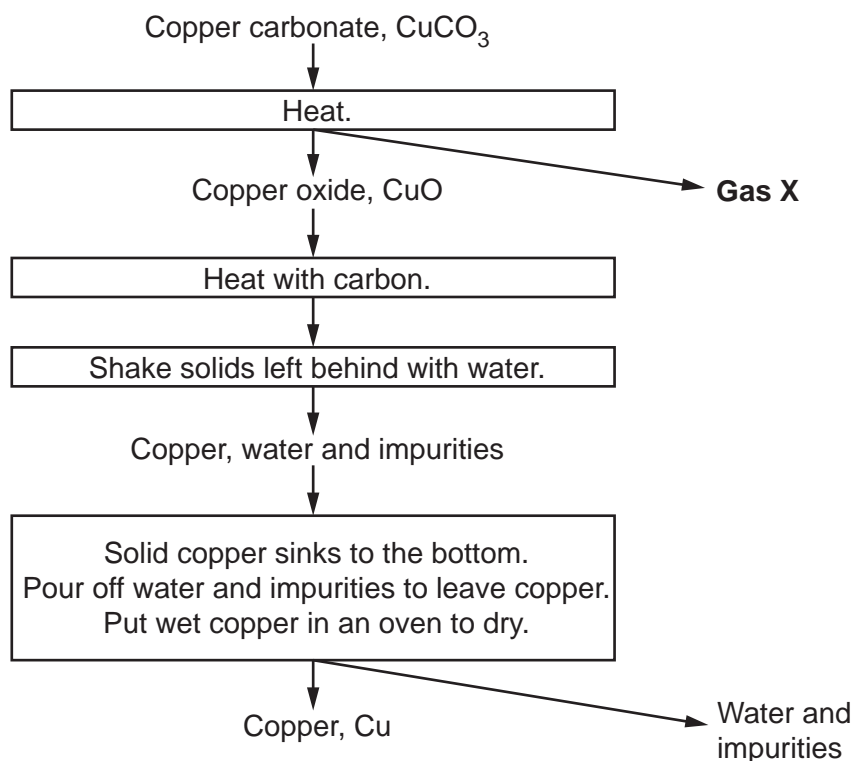 Copper carbonate, CuCO₃
Heat.
Copper oxide, CuO
Gas X
Heat with carbon.
Shake solids left behind with water.
Copper, water and impurities
Solid copper sinks to the bottom.
Pour off water and impurities to leave copper.
Put wet copper in an oven to dry.
Copper, Cu
Water and
impurities